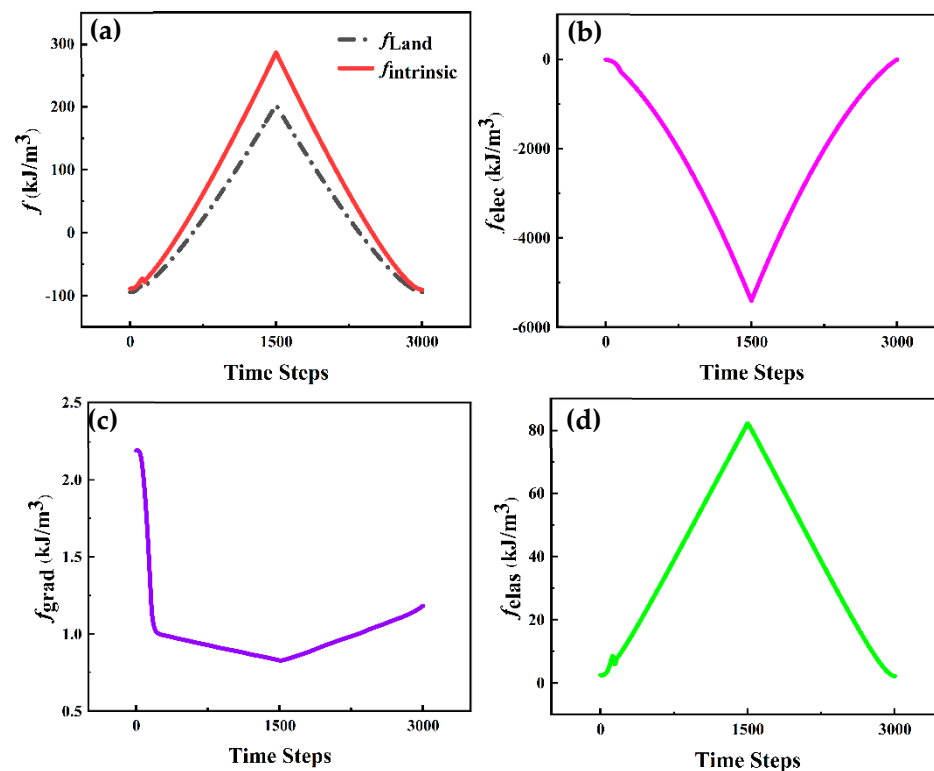 (a)
f_Land
f_intrinsic
300
200
100
0
-100
f (kJ/m³)
0
1500
3000
Time Steps
(b)
0
-2000
-4000
-6000
f_elec (kJ/m³)
0
1500
3000
Time Steps
(c)
2.5
2.0
1.5
1.0
0.5
f_grad (kJ/m³)
0
1500
3000
Time Steps
(d)
80
60
40
20
0
f_elas (kJ/m³)
0
1500
3000
Time Steps